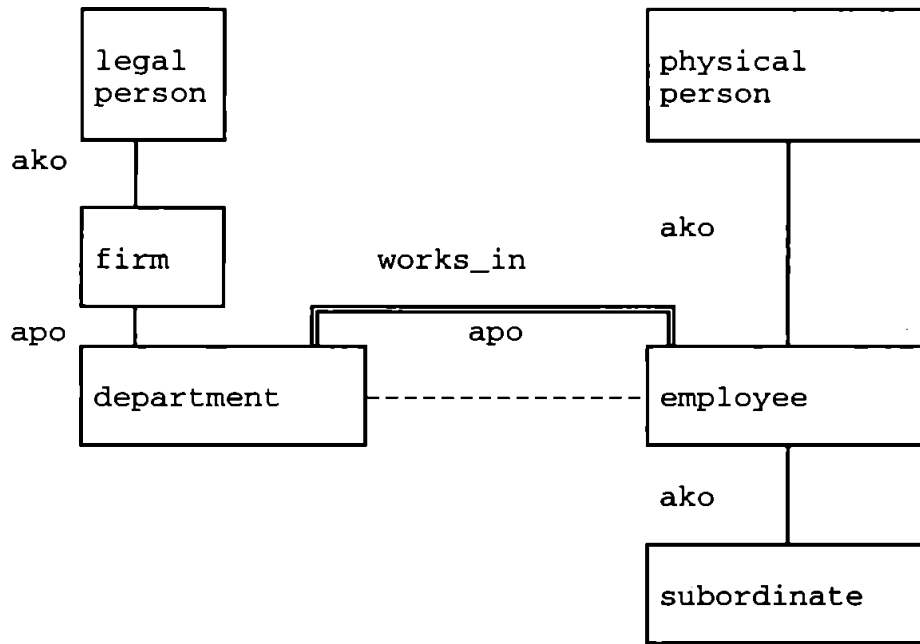 legal
person
physical
person
ako
firm
ako
works_in
apo
apo
department
employee
ako
subordinate